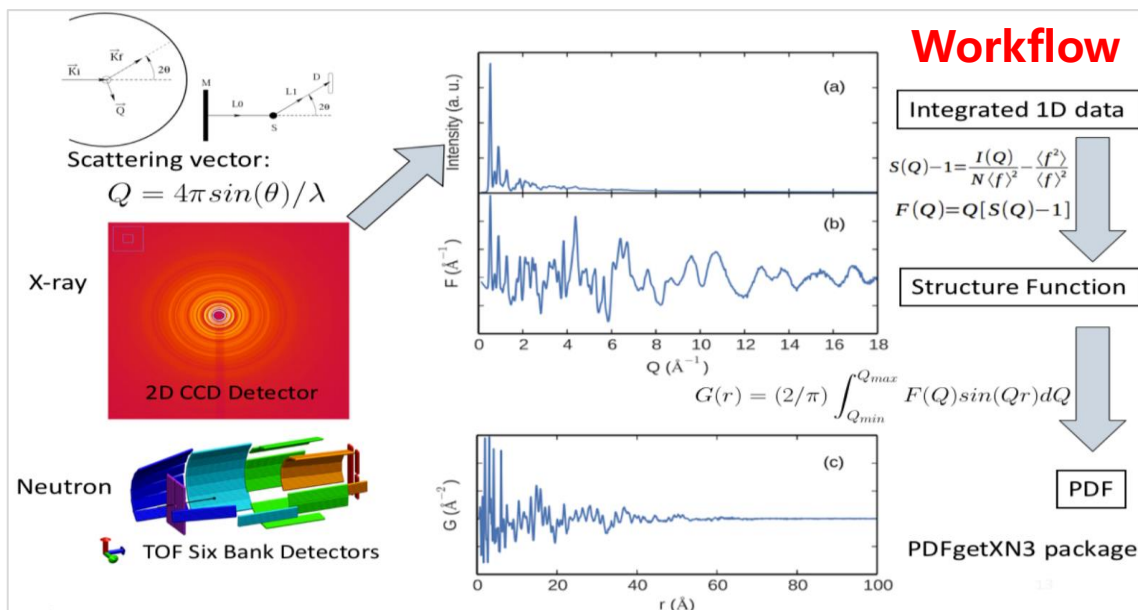 Workflow
Ki
Kf
2θ
Q
M
L0
S
L1
D
2θ
Scattering vector:
Q = 4πsin(θ)/λ
X-ray
2D CCD Detector
Neutron
TOF Six Bank Detectors
Intensity (a. u.)
(a)
F (Å⁻¹)
(b)
0 2 4 6 8 10 12 14 16 18
Q (Å⁻¹)
G(r) = (2/π) ∫_{Qmin}^{Qmax} F(Q)sin(Qr)dQ
G (Å⁻²)
(c)
0 20 40 60 80 100
r (Å)
Integrated 1D data
S(Q)−1=I(Q)/N⟨f⟩²−⟨f²⟩/⟨f⟩²
F(Q)=Q[S(Q)−1]
Structure Function
PDF
PDFgetXN3 package